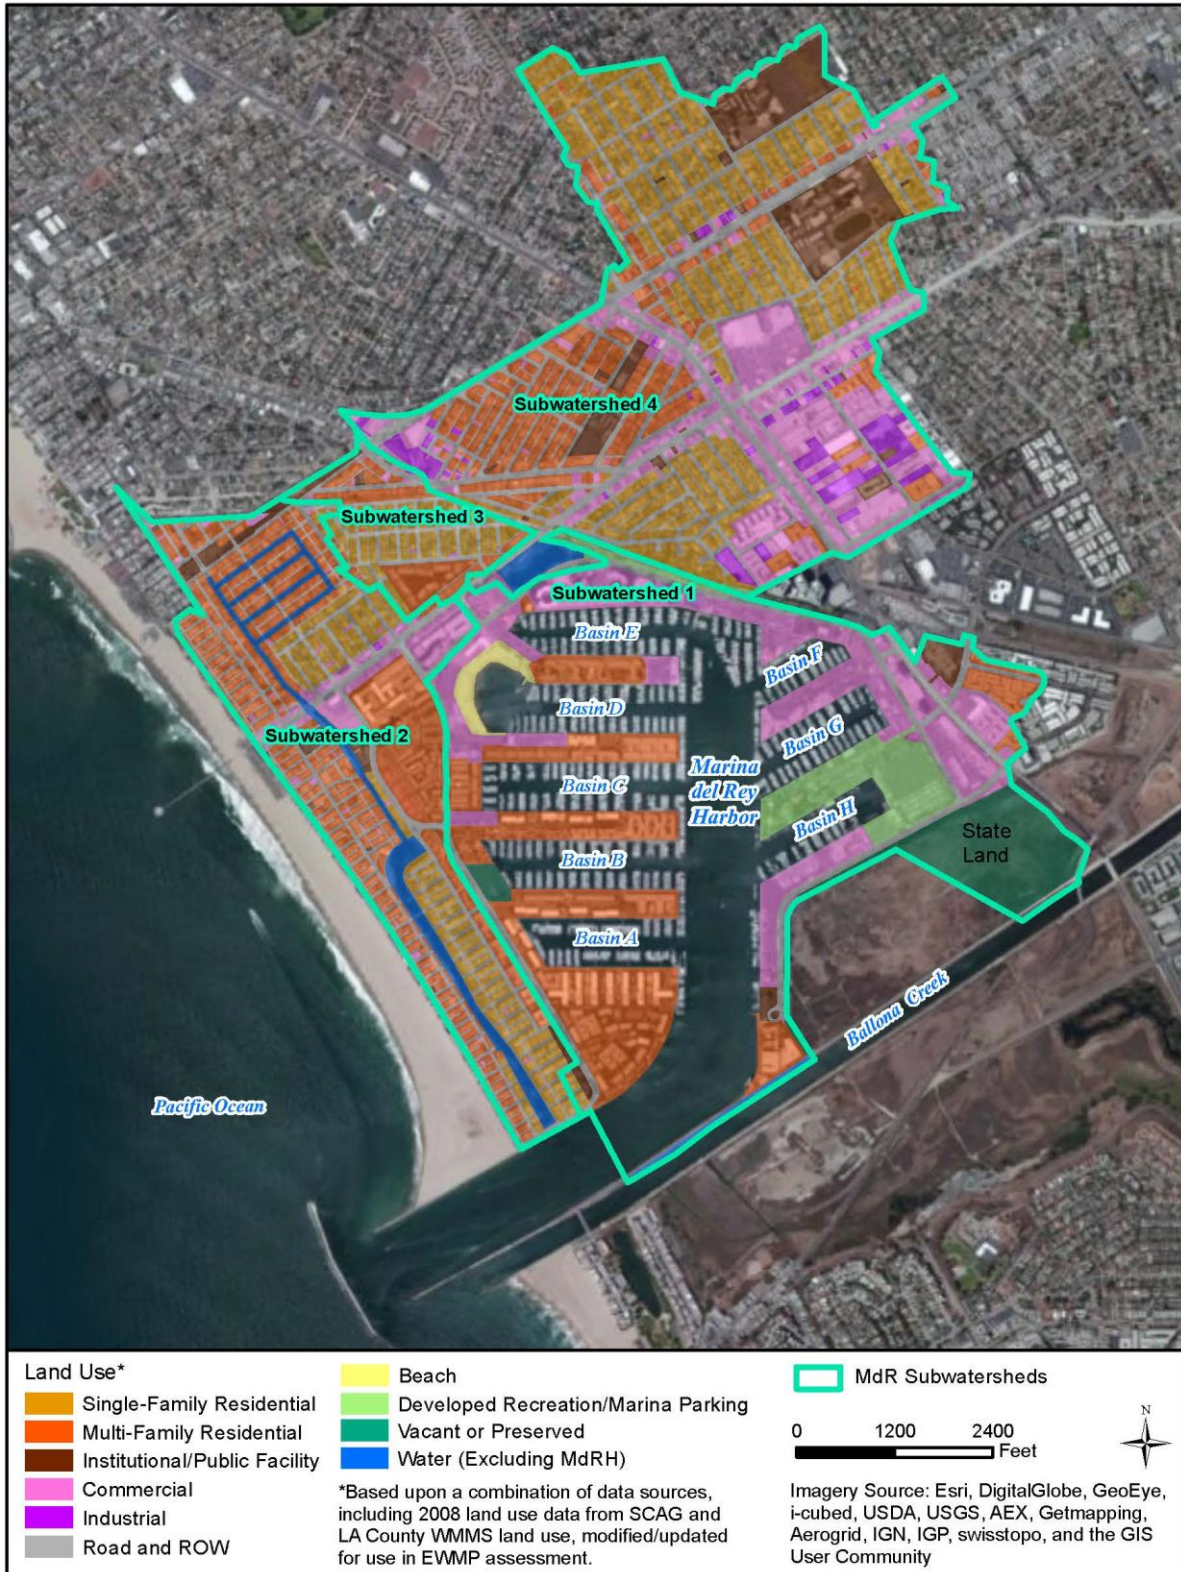 Subwatershed 4
Subwatershed 3
Subwatershed 1
Basin E
Basin F
Basin D
Subwatershed 2
Basin G
Marina
del Rey
Harbor
Basin C
Basin H
State
Land
Basin B
Basin A
Ballona Creek
Pacific Ocean
Land Use*
Single-Family Residential
Multi-Family Residential
Institutional/Public Facility
Commercial
Industrial
Road and ROW
Beach
Developed Recreation/Marina Parking
Vacant or Preserved
Water (Excluding MdRH)
*Based upon a combination of data sources,
including 2008 land use data from SCAG and
LA County WMMS land use, modified/updated
for use in EWMP assessment.
MdR Subwatersheds
0 1200 2400
Feet
N
Imagery Source: Esri, DigitalGlobe, GeoEye,
i-cubed, USDA, USGS, AEX, Getmapping,
Aerogrid, IGN, IGP, swisstopo, and the GIS
User Community